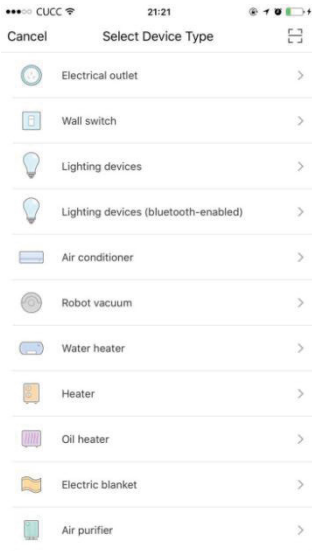 CUCC 21:21
Cancel Select Device Type
Electrical outlet
Wall switch
Lighting devices
Lighting devices (bluetooth-enabled)
Air conditioner
Robot vacuum
Water heater
Heater
Oil heater
Electric blanket
Air purifier